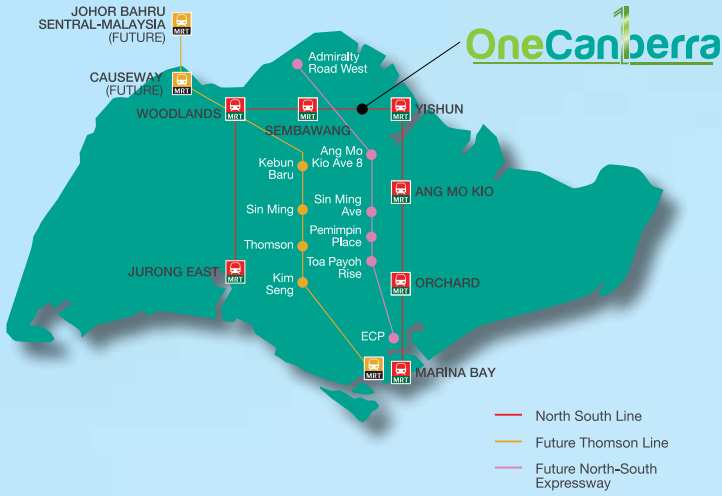 JOHOR BAHRU
SENTRAL-MALAYSIA
(FUTURE)
MRT
OneCanberra
Admiralty
Road West
CAUSEWAY
(FUTURE)
MRT
WOODLANDS
MRT
MRT
SEMBAWANG
MRT
YISHUN
Kebun
Baru
Ang Mo
Kio Ave 8
MRT
ANG MO KIO
Sin Ming
Sin Ming
Ave
Pemimpin
Place
Thomson
Toa Payoh
Rise
JURONG EAST
MRT
Kim
Seng
MRT
ORCHARD
ECP
MRT
MRT
MARINA BAY
North South Line
Future Thomson Line
Future North-South
Expressway